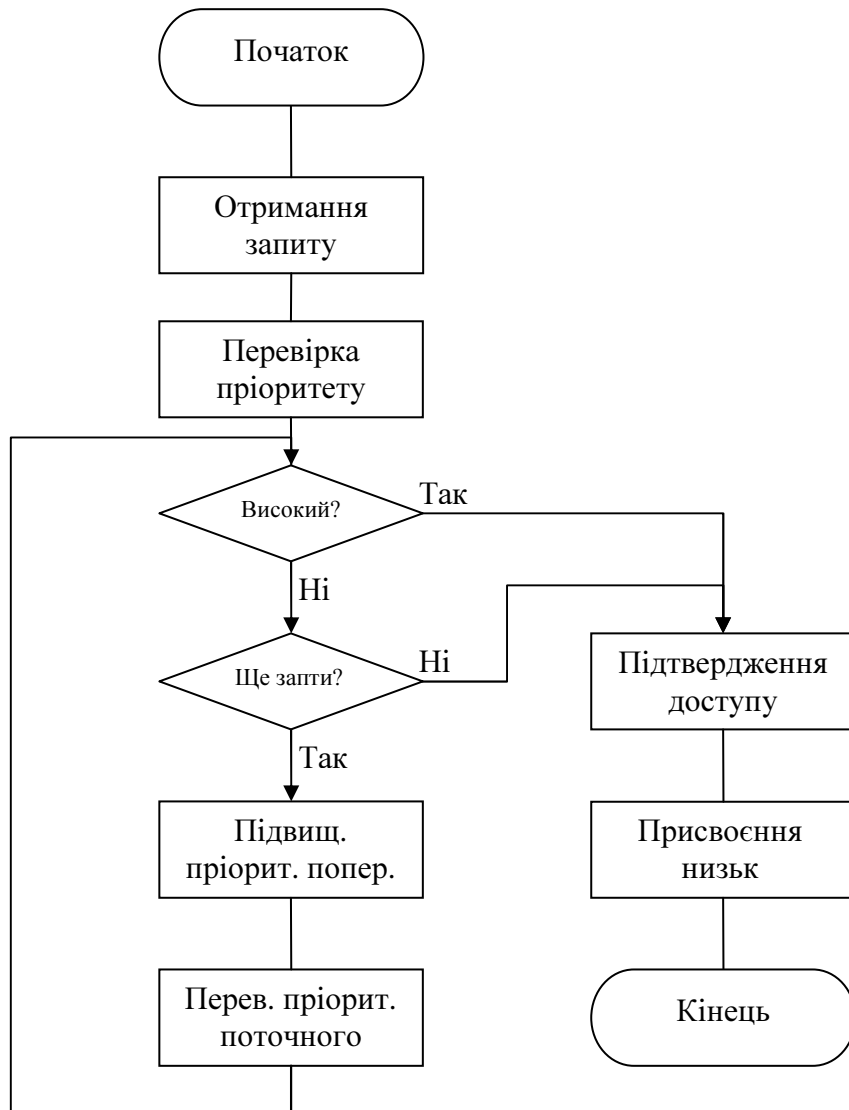 Початок
Отримання
запиту
Перевірка
пріоритету
Високий?
Так
Ні
Ще запти?
Ні
Так
Підтвердження
доступу
Підвищ.
пріорит. попер.
Присвоєння
низьк
Перев. пріорит.
поточного
Кінець